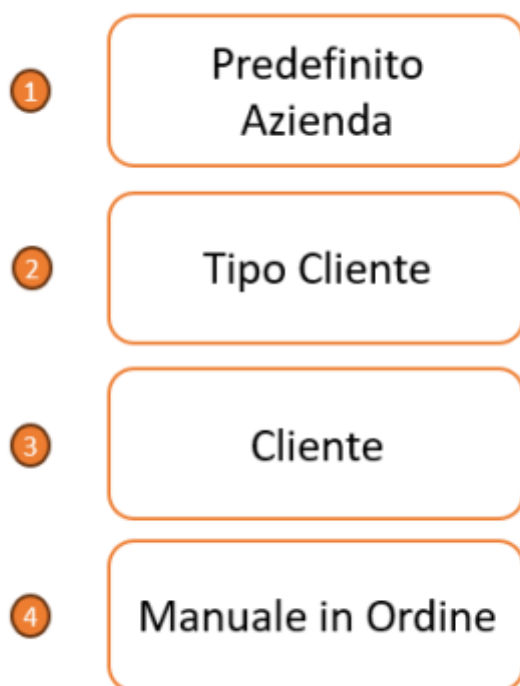 1
Predefinito
Azienda
2
Tipo Cliente
3
Cliente
4
Manuale in Ordine